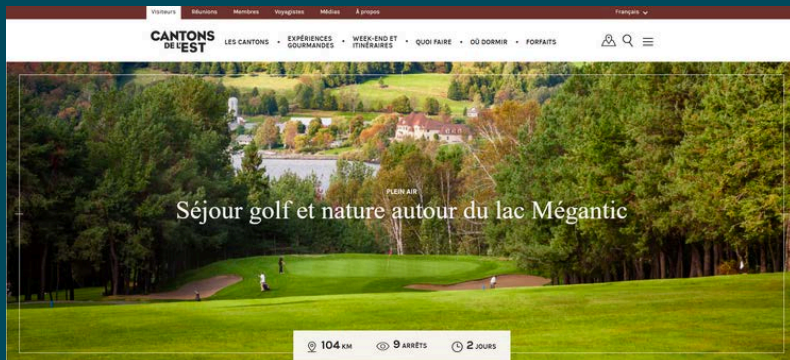 Visiteurs Réunions Membres Voyagistes Médias À propos Français
CANTONS
DE L'EST
LES CANTONS • EXPÉRIENCES GOURMANDES • WEEK-END ET ITINÉRAIRES • QUOI FAIRE • OÙ DORMIR • FORFAITS
PLEIN AIR
Séjour golf et nature autour du lac Mégantic
104 KM 9 ARRÊTS 2 JOURS